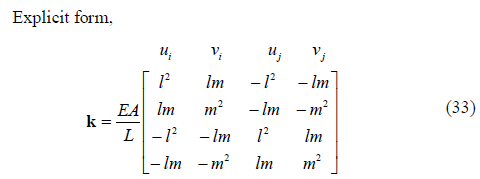 Explicit form,
u_i v_i u_j v_j
l² lm −l² −lm
lm m² −lm −m²
k = EA/L
−l² −lm l² lm
−lm −m² lm m²
(33)